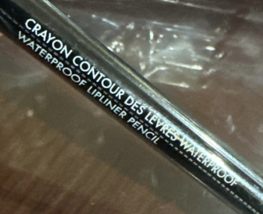 CRAYON CONTOUR DES LÈVRES WATERPROOF
WATERPROOF LIPLINER PENCIL